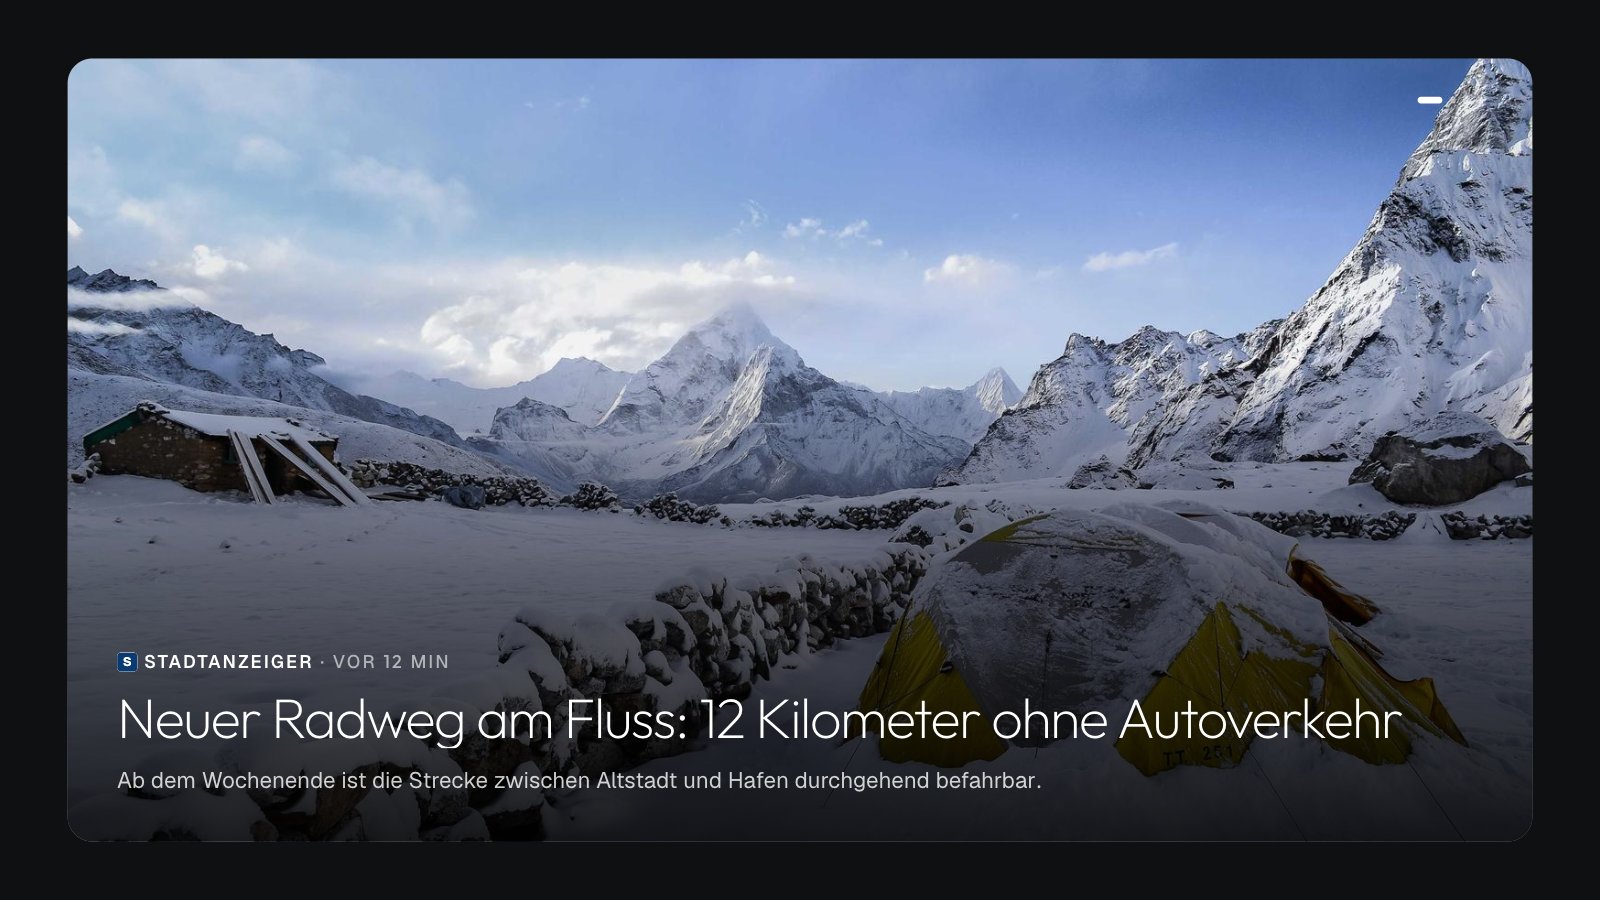 S STADTANZEIGER · VOR 12 MIN
Neuer Radweg am Fluss: 12 Kilometer ohne Autoverkehr
Ab dem Wochenende ist die Strecke zwischen Altstadt und Hafen durchgehend befahrbar.